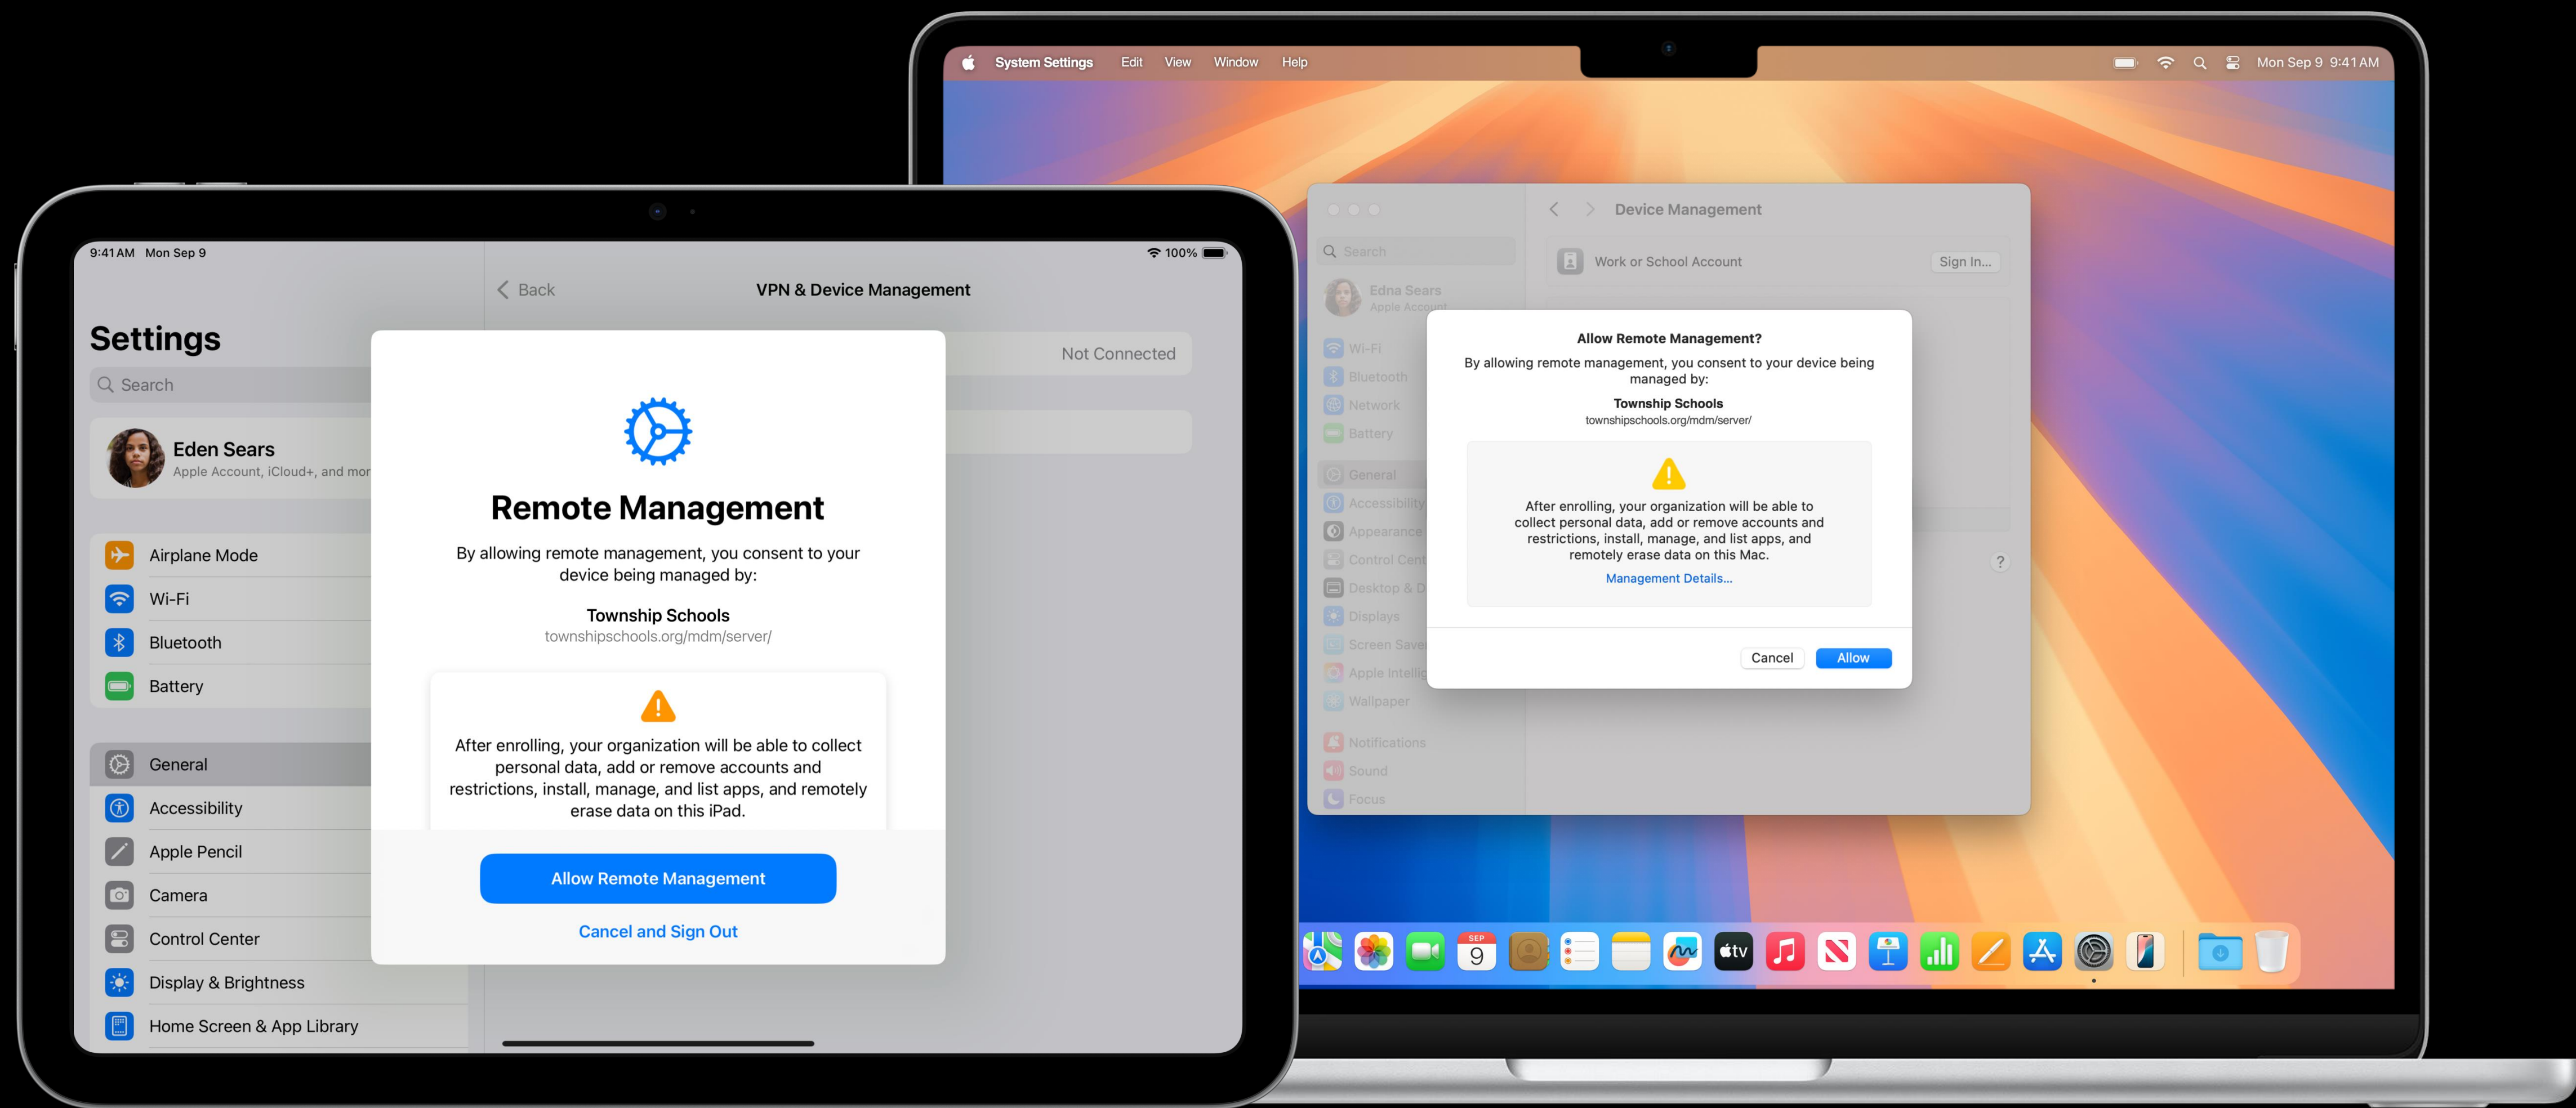 9:41 AM Mon Sep 9
100%
Settings
Search
Eden Sears
Apple Account, iCloud+, and mor
Airplane Mode
Wi-Fi
Bluetooth
Battery
General
Accessibility
Apple Pencil
Camera
Control Center
Display & Brightness
Home Screen & App Library
Back
VPN & Device Management
Not Connected
Remote Management
By allowing remote management, you consent to your
device being managed by:
Township Schools
townshipschools.org/mdm/server/
After enrolling, your organization will be able to collect
personal data, add or remove accounts and
restrictions, install, manage, and list apps, and remotely
erase data on this iPad.
Allow Remote Management
Cancel and Sign Out
System Settings Edit View Window Help
Mon Sep 9 9:41 AM
Search
Edna Sears
Apple Account
Wi-Fi
Bluetooth
Network
Battery
General
Accessibility
Appearance
Control Cent
Desktop & D
Displays
Screen Save
Apple Intellig
Wallpaper
Notifications
Sound
Focus
Device Management
Work or School Account
Sign In...
?
Allow Remote Management?
By allowing remote management, you consent to your device being
managed by:
Township Schools
townshipschools.org/mdm/server/
After enrolling, your organization will be able to
collect personal data, add or remove accounts and
restrictions, install, manage, and list apps, and
remotely erase data on this Mac.
Management Details...
Cancel
Allow
SEP
9
tv